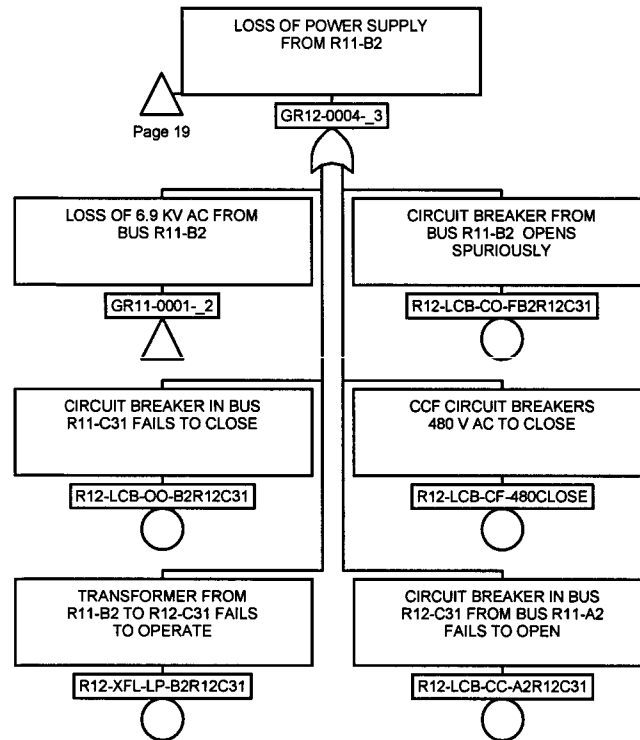 LOSS OF POWER SUPPLY
FROM R11-B2
Page 19
GR12-0004-_3
LOSS OF 6.9 KV AC FROM
BUS R11-B2
GR11-0001-_2
CIRCUIT BREAKER FROM
BUS R11-B2 OPENS
SPURIOUSLY
R12-LCB-CO-FB2R12C31
CIRCUIT BREAKER IN BUS
R11-C31 FAILS TO CLOSE
R12-LCB-OO-B2R12C31
CCF CIRCUIT BREAKERS
480 V AC TO CLOSE
R12-LCB-CF-480CLOSE
TRANSFORMER FROM
R11-B2 TO R12-C31 FAILS
TO OPERATE
R12-XFL-LP-B2R12C31
CIRCUIT BREAKER IN BUS
R12-C31 FROM BUS R11-A2
FAILS TO OPEN
R12-LCB-CC-A2R12C31